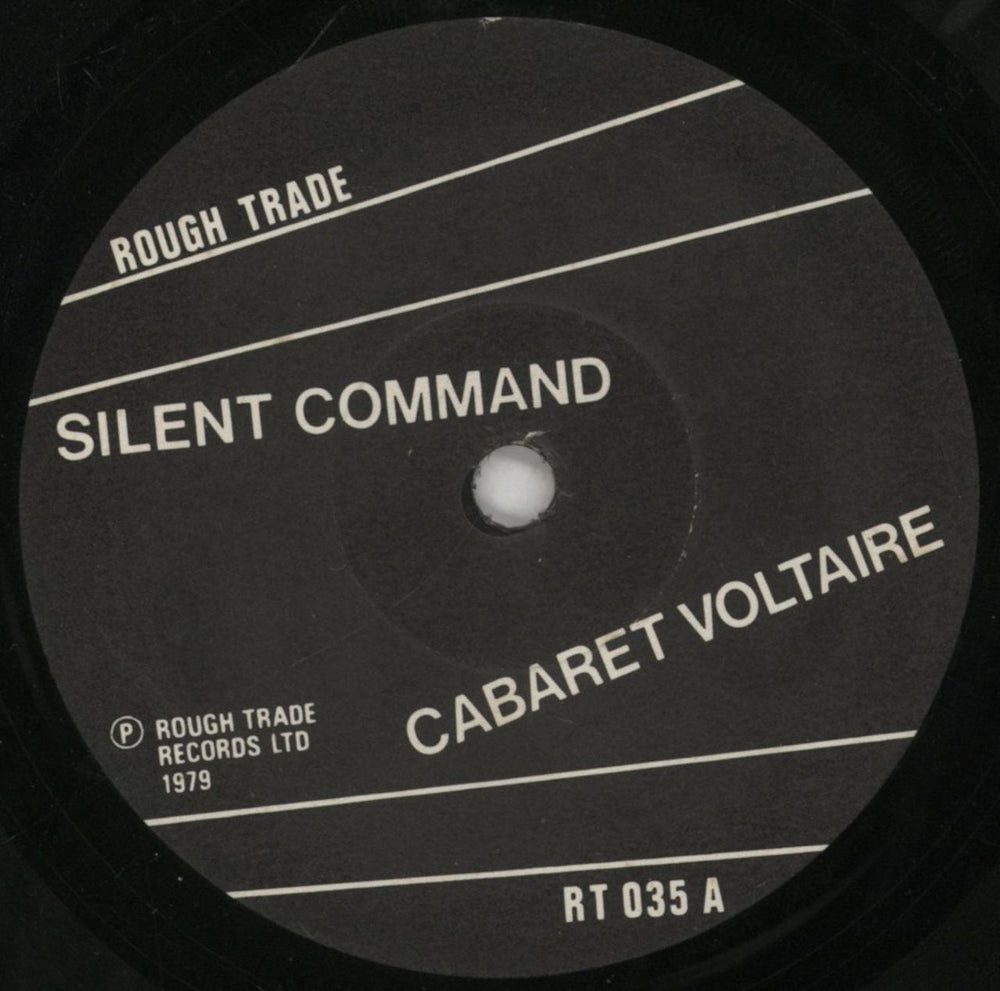 ROUGH TRADE
SILENT COMMAND
CABARET VOLTAIRE
Ⓟ ROUGH TRADE
RECORDS LTD
1979
RT 035 A